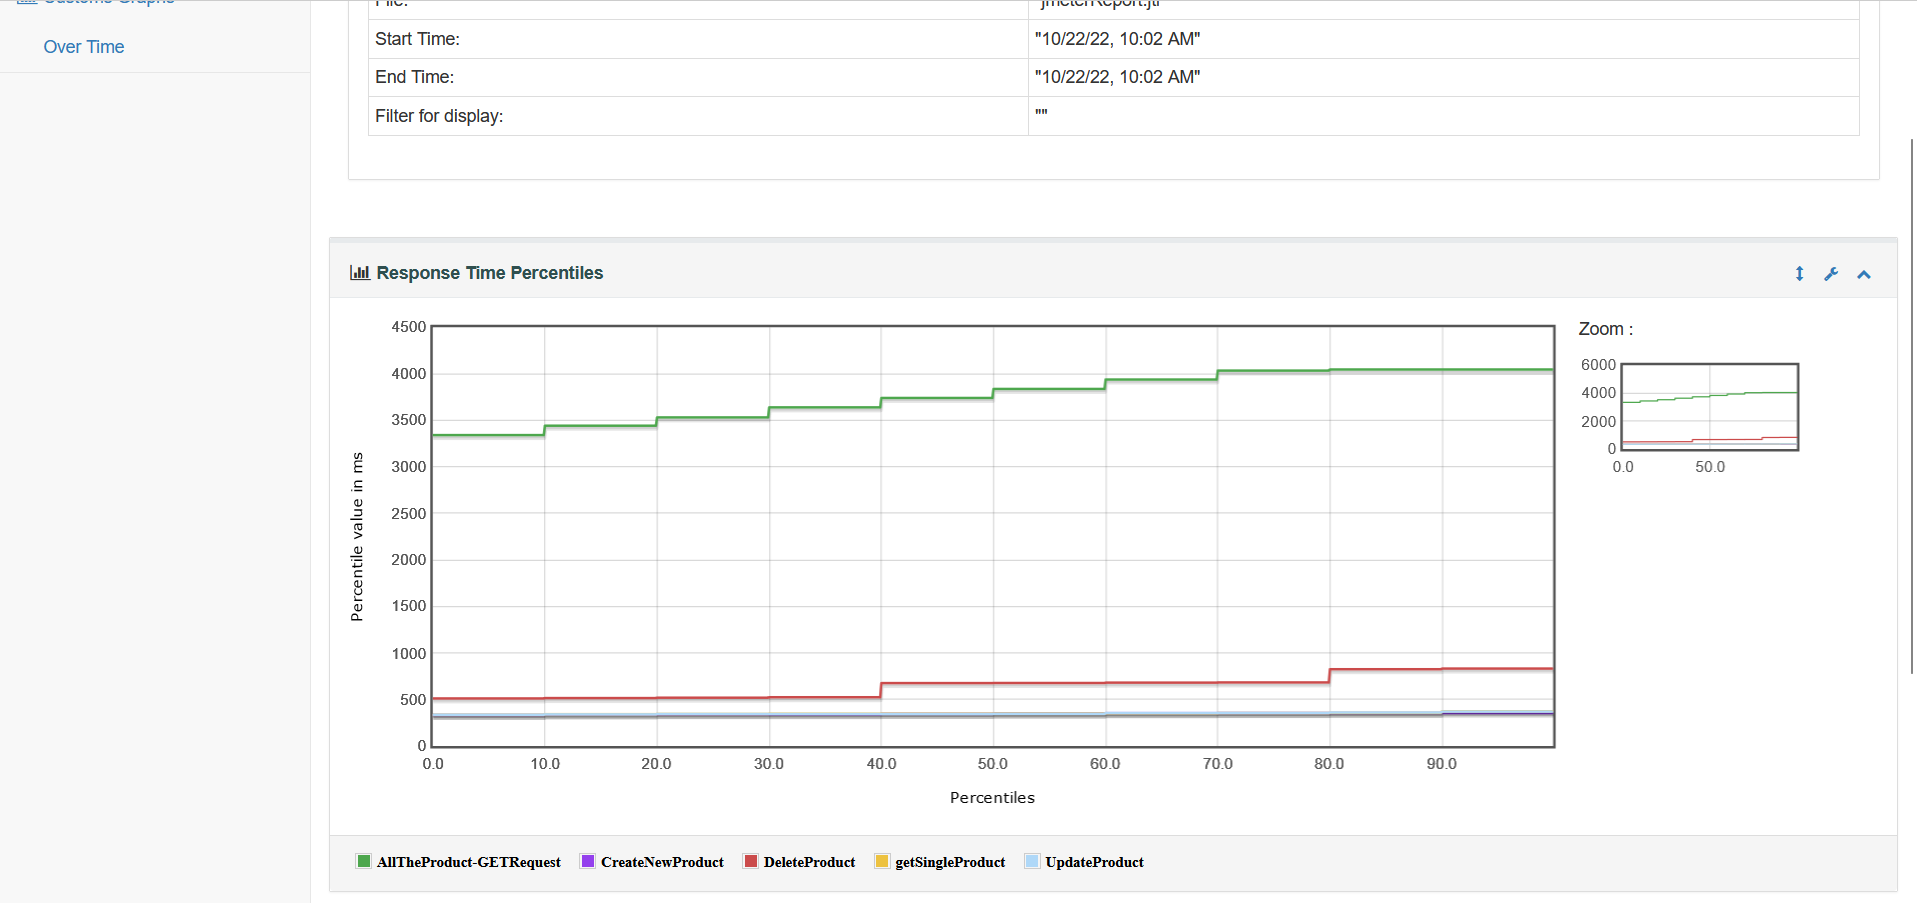 Customs Graphs
Over Time
File: "jmeterReport.jtl"
Start Time: "10/22/22, 10:02 AM"
End Time: "10/22/22, 10:02 AM"
Filter for display: ""
Response Time Percentiles
Zoom :
4500
4000
3500
3000
2500
2000
1500
1000
500
0
Percentile value in ms
0.0 10.0 20.0 30.0 40.0 50.0 60.0 70.0 80.0 90.0
Percentiles
6000
4000
2000
0
0.0 50.0
AllTheProduct-GETRequest CreateNewProduct DeleteProduct getSingleProduct UpdateProduct